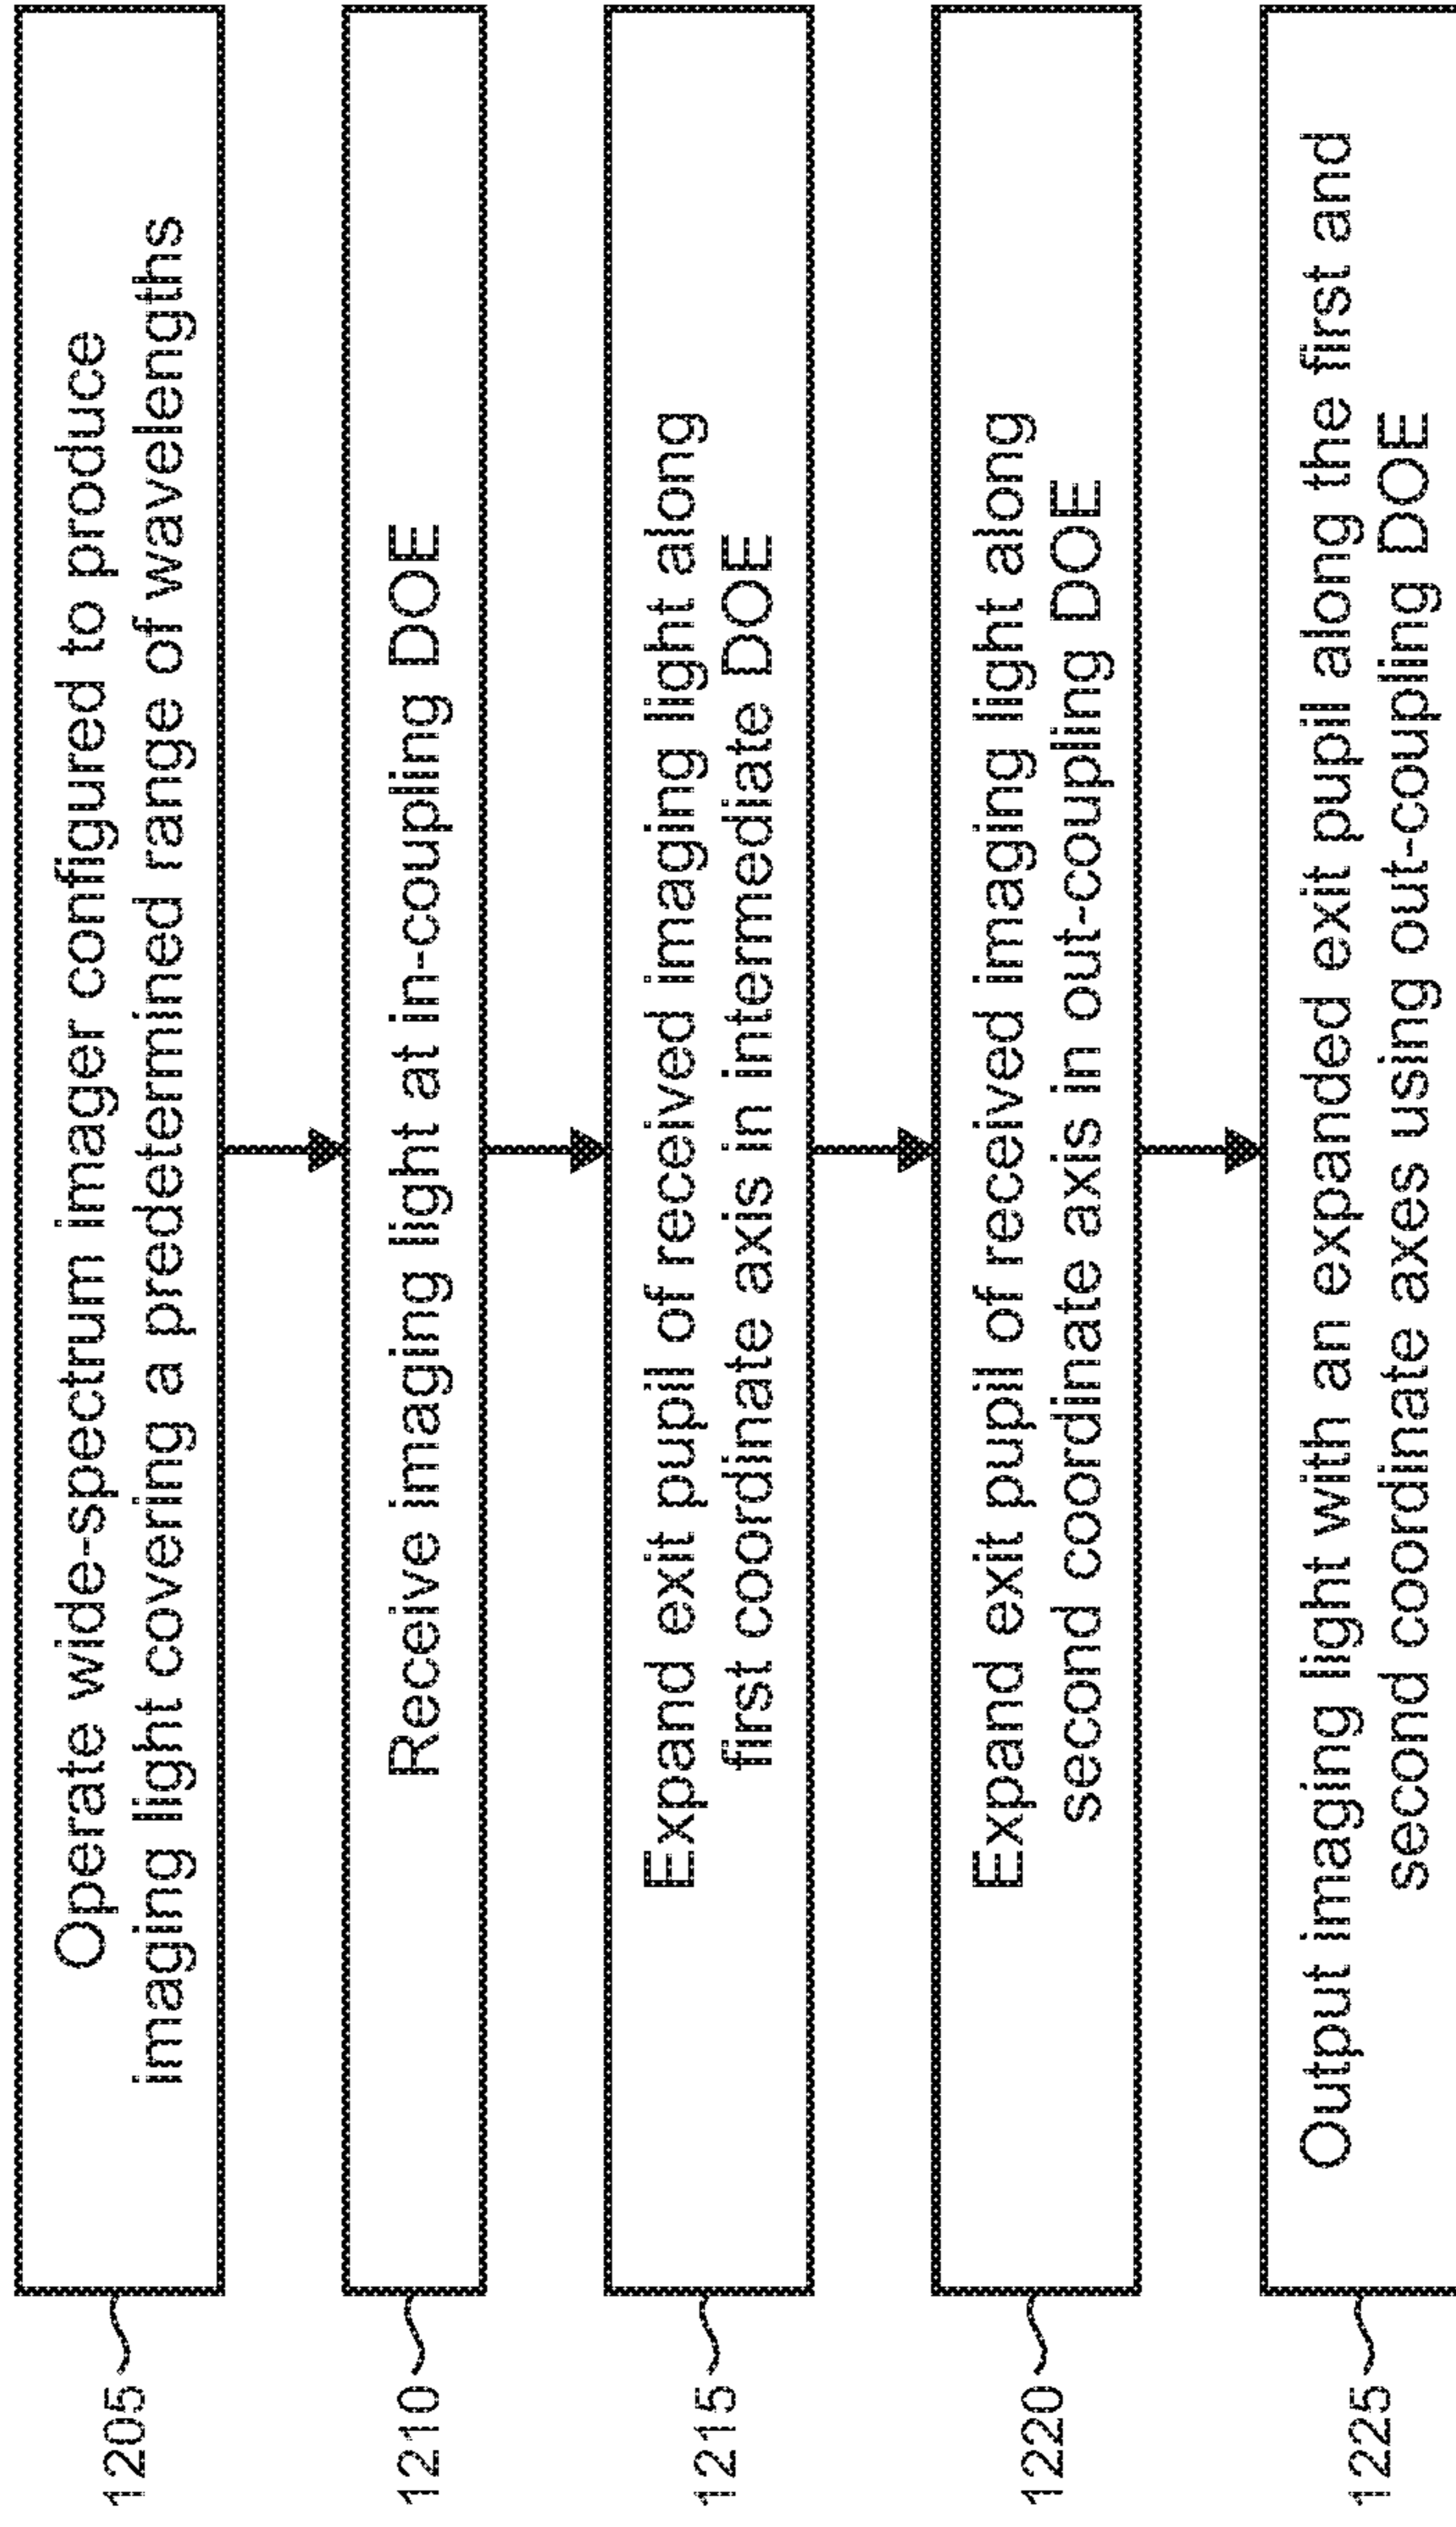 1205
Operate wide-spectrum imager configured to produce
imaging light covering a predetermined range of wavelengths
1210
Receive imaging light at in-coupling DOE
1215
Expand exit pupil of received imaging light along
first coordinate axis in intermediate DOE
1220
Expand exit pupil of received imaging light along
second coordinate axis in out-coupling DOE
1225
Output imaging light with an expanded exit pupil along the first and
second coordinate axes using out-coupling DOE